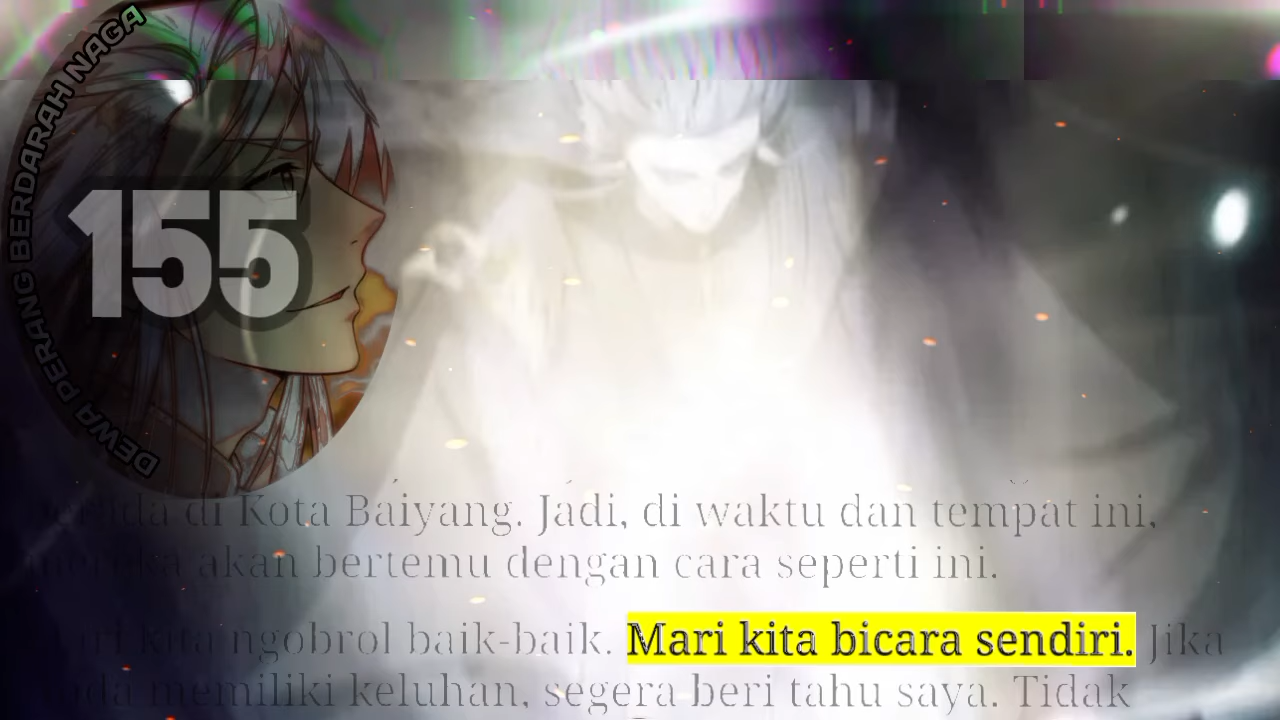 DEWA PERANG BERDARAH NAGA
155
di Kota Baiyang. Jadi, di waktu dan tempat ini,
mereka akan bertemu dengan cara seperti ini.
kita ngobrol baik-baik. Mari kita bicara sendiri. Jika
memiliki keluhan, segera beri tahu saya. Tidak